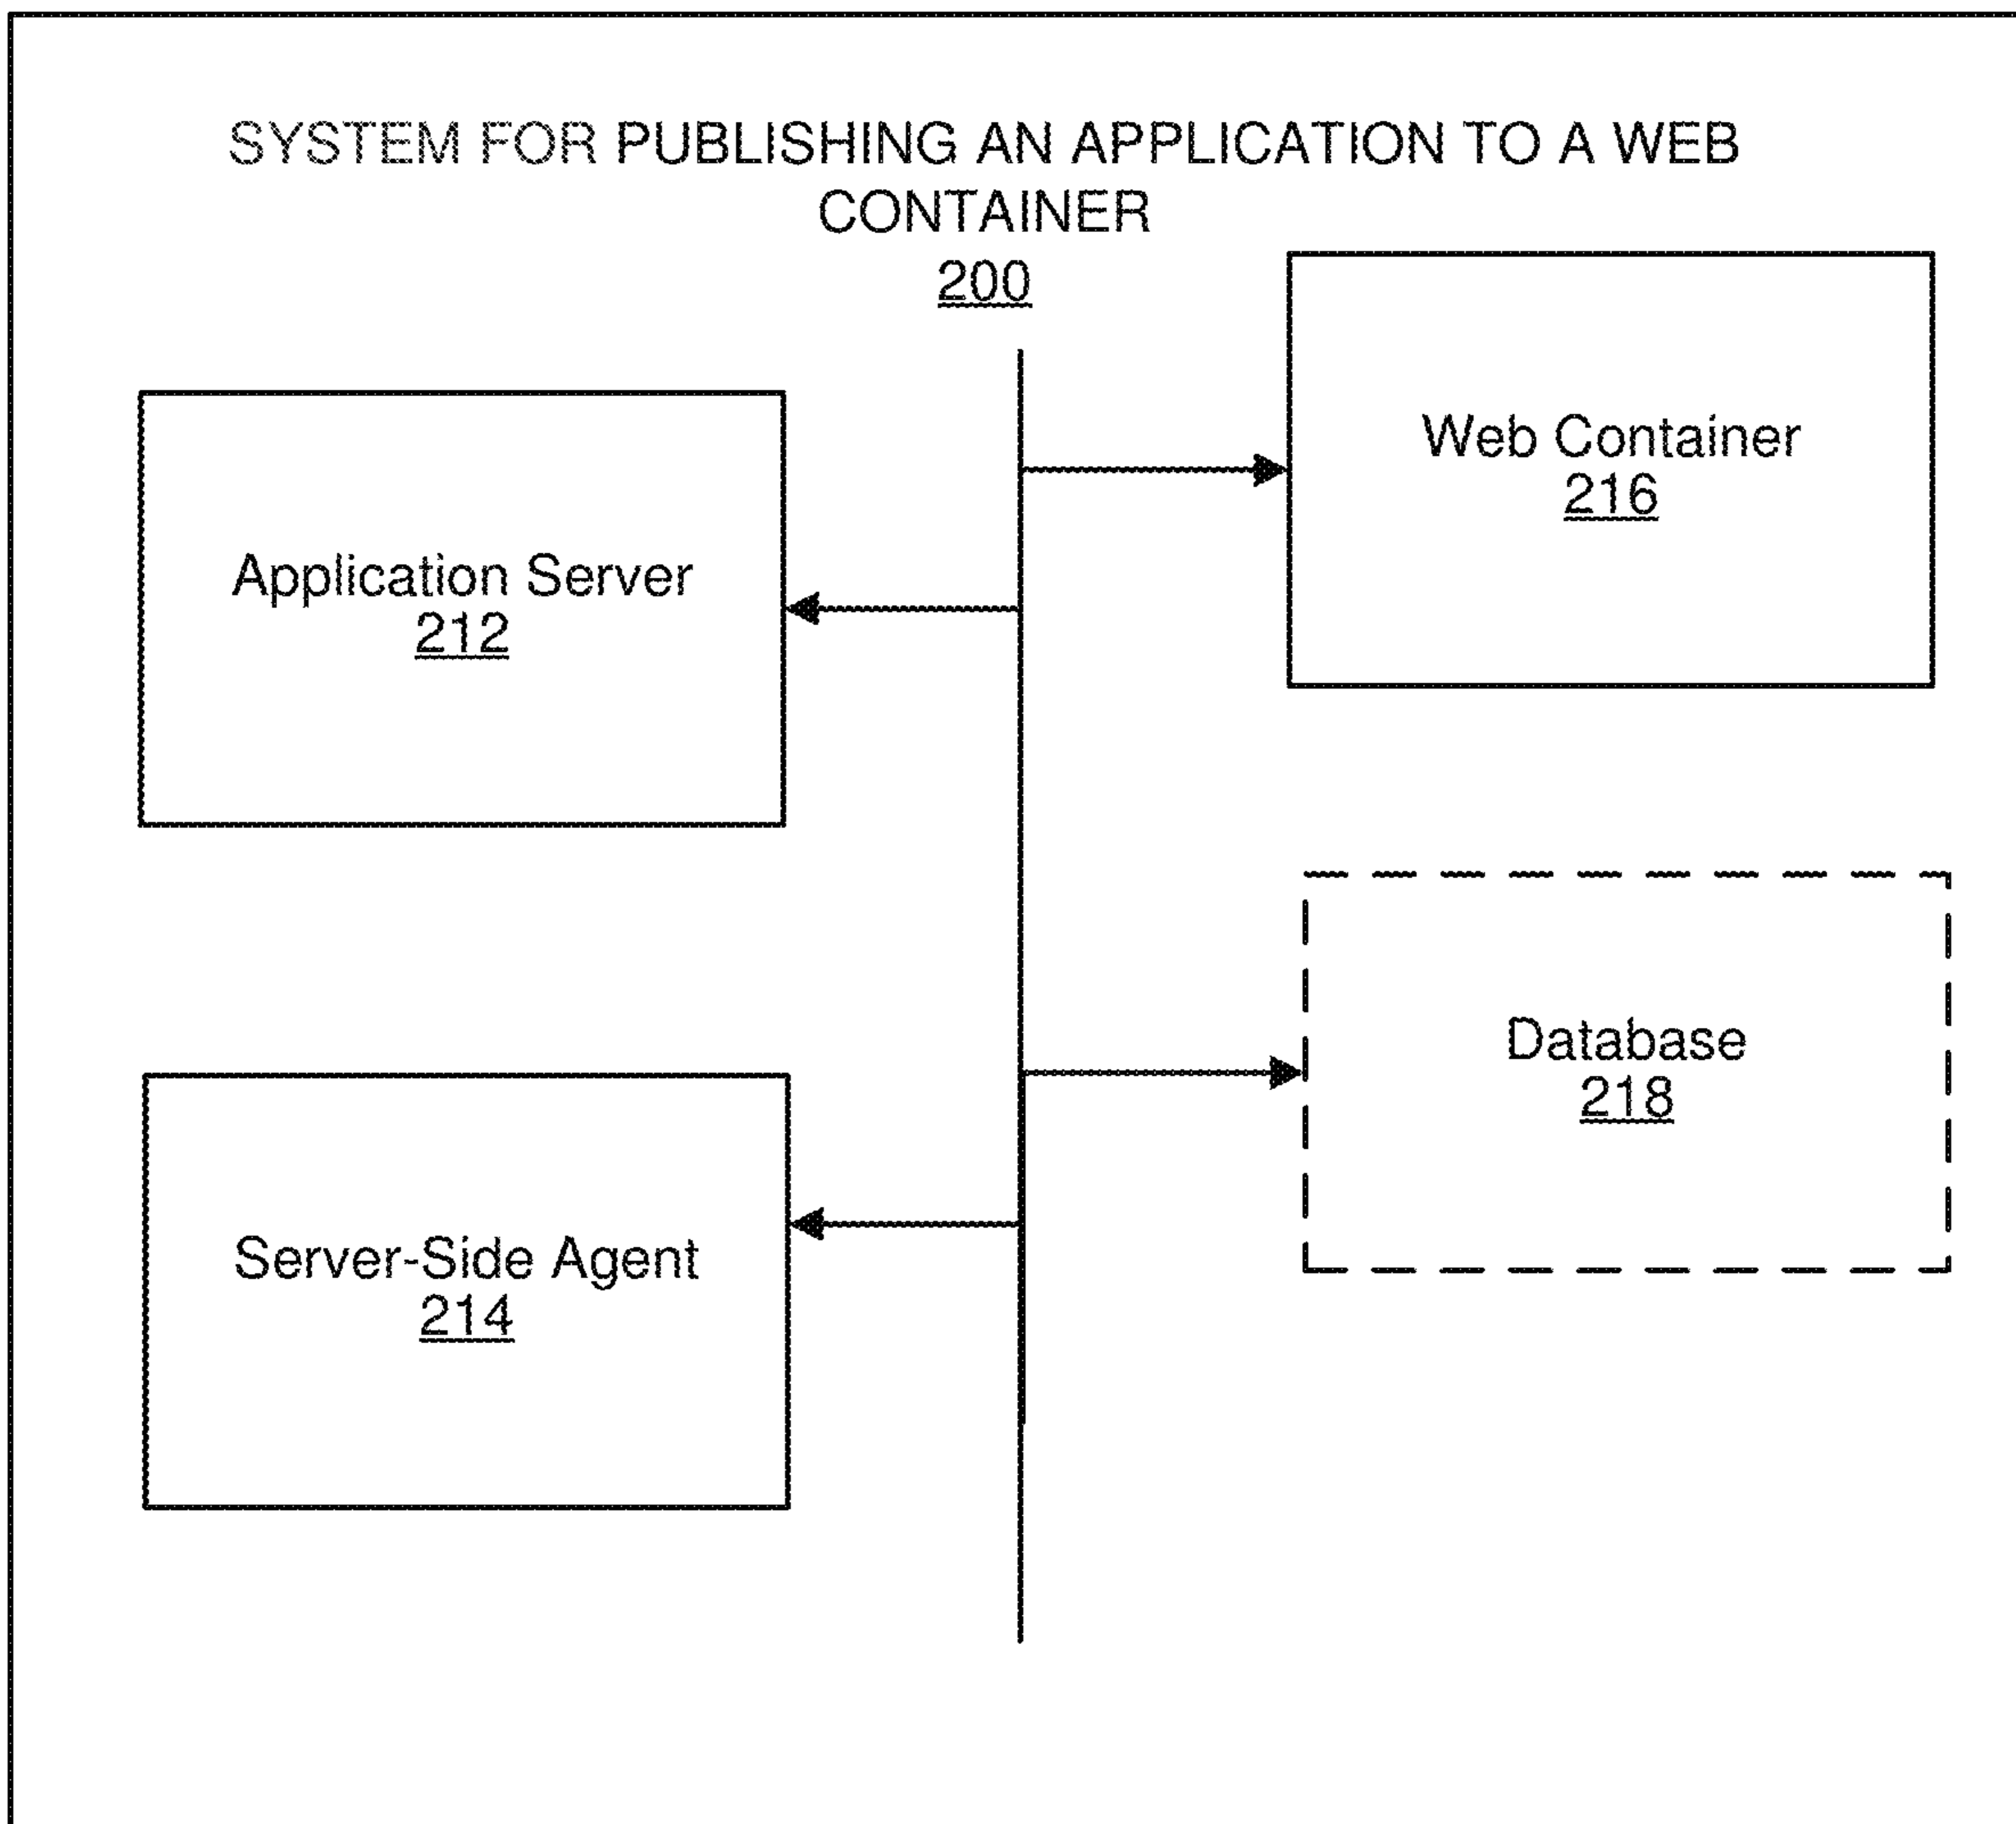 SYSTEM FOR PUBLISHING AN APPLICATION TO A WEB
CONTAINER
200
Web Container
216
Application Server
212
Database
218
Server-Side Agent
214